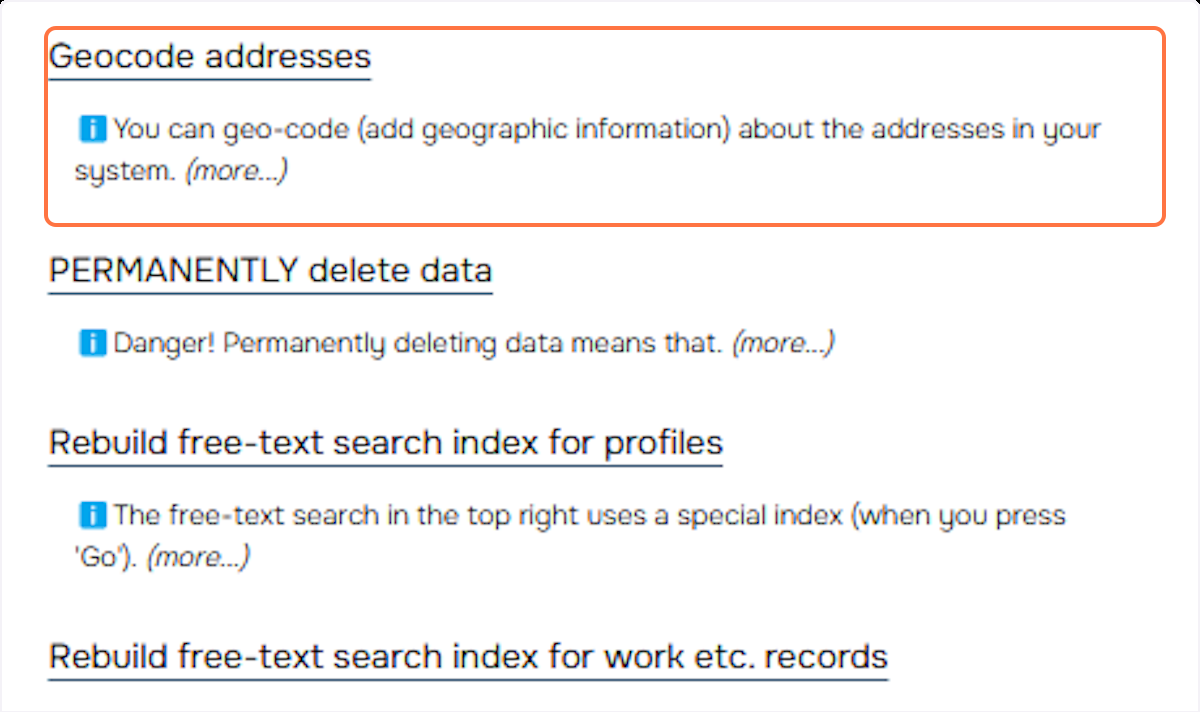 Geocode addresses
i You can geo-code (add geographic information) about the addresses in your
system. (more...)
PERMANENTLY delete data
i Danger! Permanently deleting data means that. (more...)
Rebuild free-text search index for profiles
i The free-text search in the top right uses a special index (when you press
'Go'). (more...)
Rebuild free-text search index for work etc. records